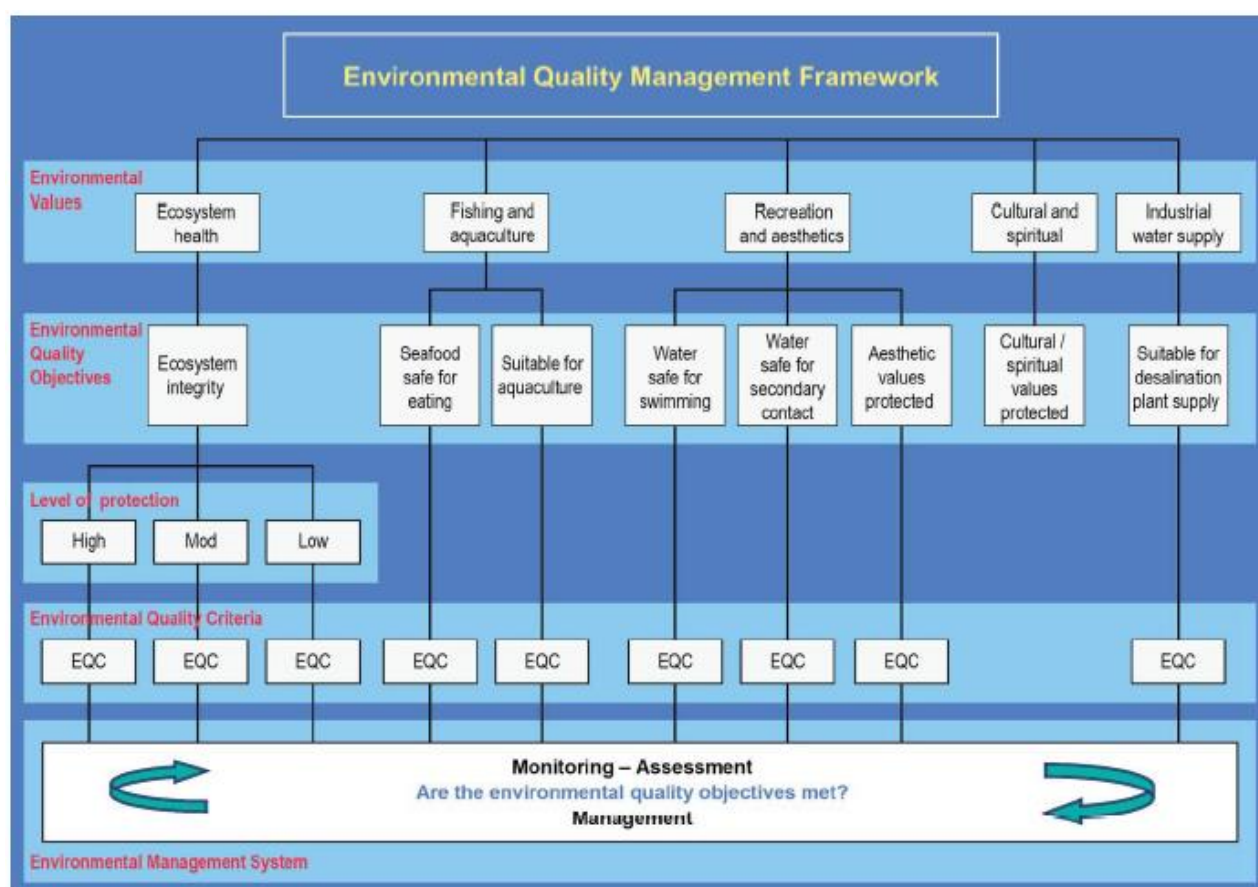 Environmental Quality Management Framework
Environmental
Values
Ecosystem
health
Fishing and
aquaculture
Recreation
and aesthetics
Cultural and
spiritual
Industrial
water supply
Environmental
Quality
Objectives
Ecosystem
integrity
Seafood
safe for
eating
Suitable for
aquaculture
Water
safe for
swimming
Water
safe for
secondary
contact
Aesthetic
values
protected
Cultural /
spiritual
values
protected
Suitable for
desalination
plant supply
Level of protection
High
Mod
Low
Environmental Quality Criteria
EQC
EQC
EQC
EQC
EQC
EQC
EQC
EQC
EQC
Monitoring – Assessment
Are the environmental quality objectives met?
Management
Environmental Management System